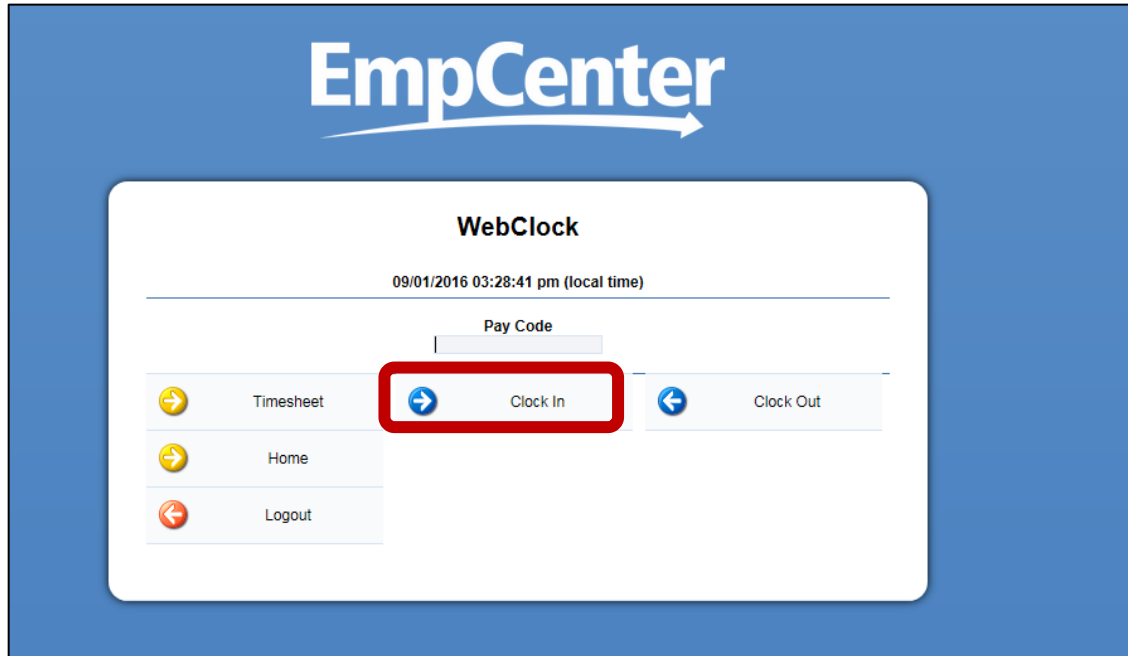 EmpCenter
WebClock
09/01/2016 03:28:41 pm (local time)
Pay Code
Timesheet
Clock In
Clock Out
Home
Logout